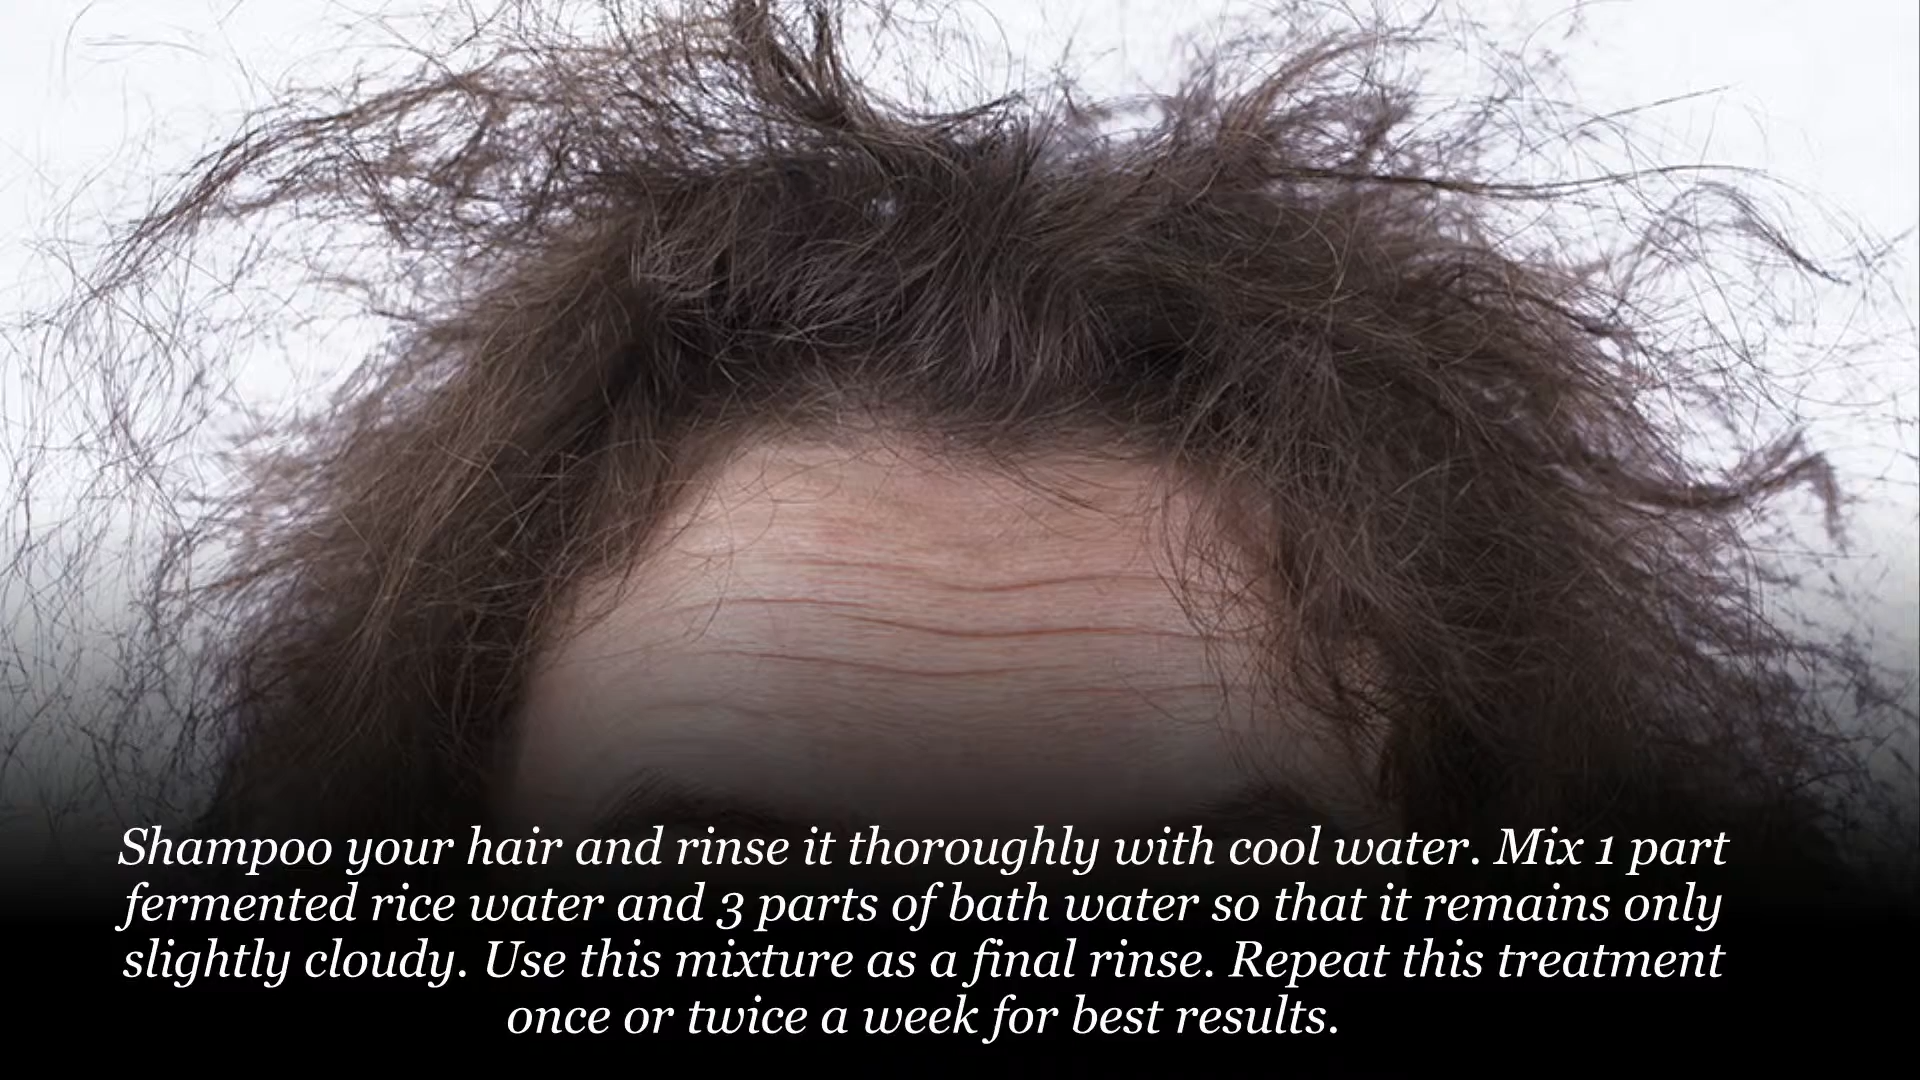 Shampoo your hair and rinse it thoroughly with cool water. Mix 1 part
fermented rice water and 3 parts of bath water so that it remains only
slightly cloudy. Use this mixture as a final rinse. Repeat this treatment
once or twice a week for best results.